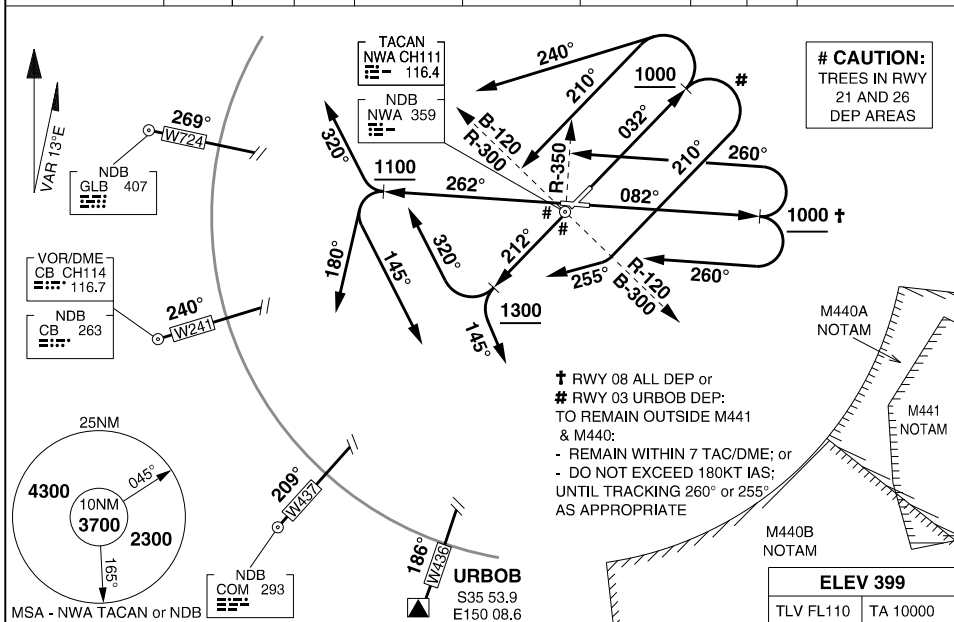 TACAN
NWA CH111
116.4
NDB
NWA 359
# CAUTION:
TREES IN RWY
21 AND 26
DEP AREAS
VAR 13°E
269°
W724
NDB
GLB 407
VOR/DME
CB CH114
116.7
NDB
CB 263
240°
W241
240°
210°
1000
#
032°
210°
B-120
R-300
R-350
260°
320°
1100
262°
082°
1000 †
#
#
212°
180°
145°
320°
1300
145°
255°
R-120
B-300
260°
† RWY 08 ALL DEP or
# RWY 03 URBOB DEP:
TO REMAIN OUTSIDE M441
& M440:
- REMAIN WITHIN 7 TAC/DME; or
- DO NOT EXCEED 180KT IAS;
UNTIL TRACKING 260° or 255°
AS APPROPRIATE
M440A
NOTAM
M441
NOTAM
M440B
NOTAM
25NM
4300
045°
10NM
3700
2300
165°
MSA - NWA TACAN or NDB
209°
W437
NDB
COM 293
186°
W436
URBOB
S35 53.9
E150 08.6
ELEV 399
TLV FL110
TA 10000